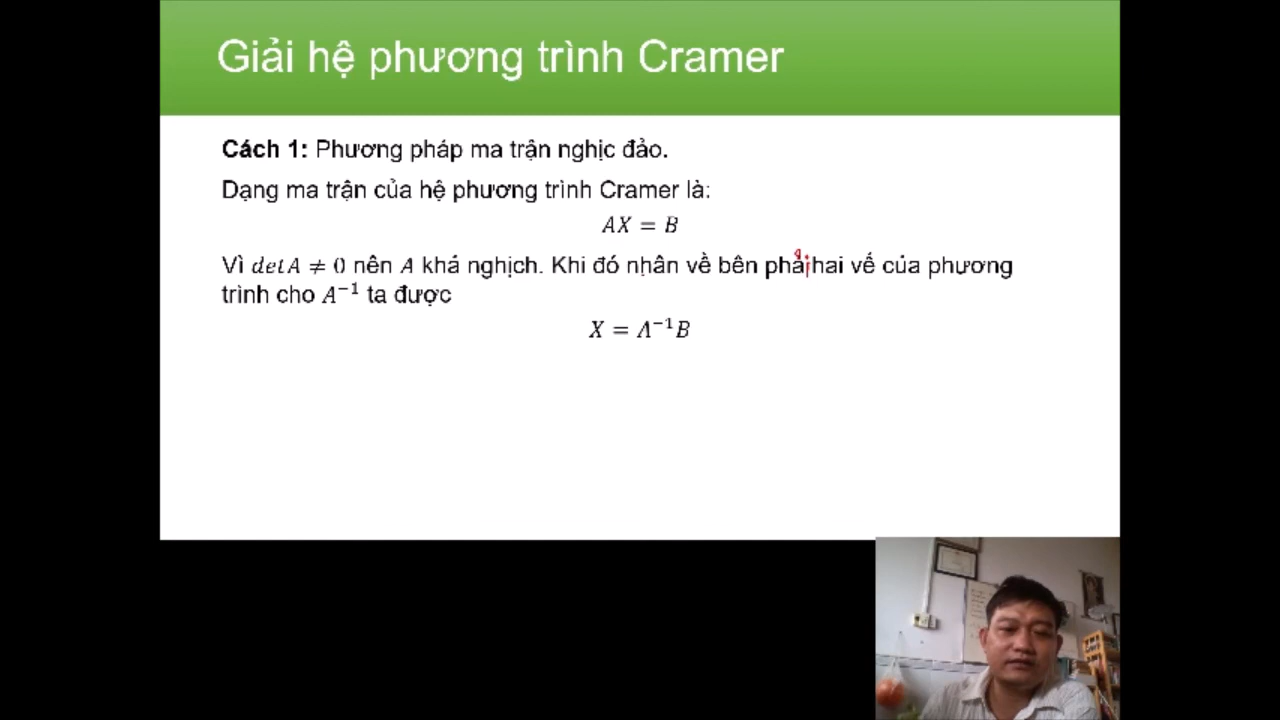 Giải hệ phương trình Cramer
Cách 1: Phương pháp ma trận nghịc đảo.
Dạng ma trận của hệ phương trình Cramer là:
AX = B
Vì detA ≠ 0 nên A khả nghịch. Khi đó nhân về bên phải hai vế của phương
trình cho A⁻¹ ta được
X = A⁻¹B